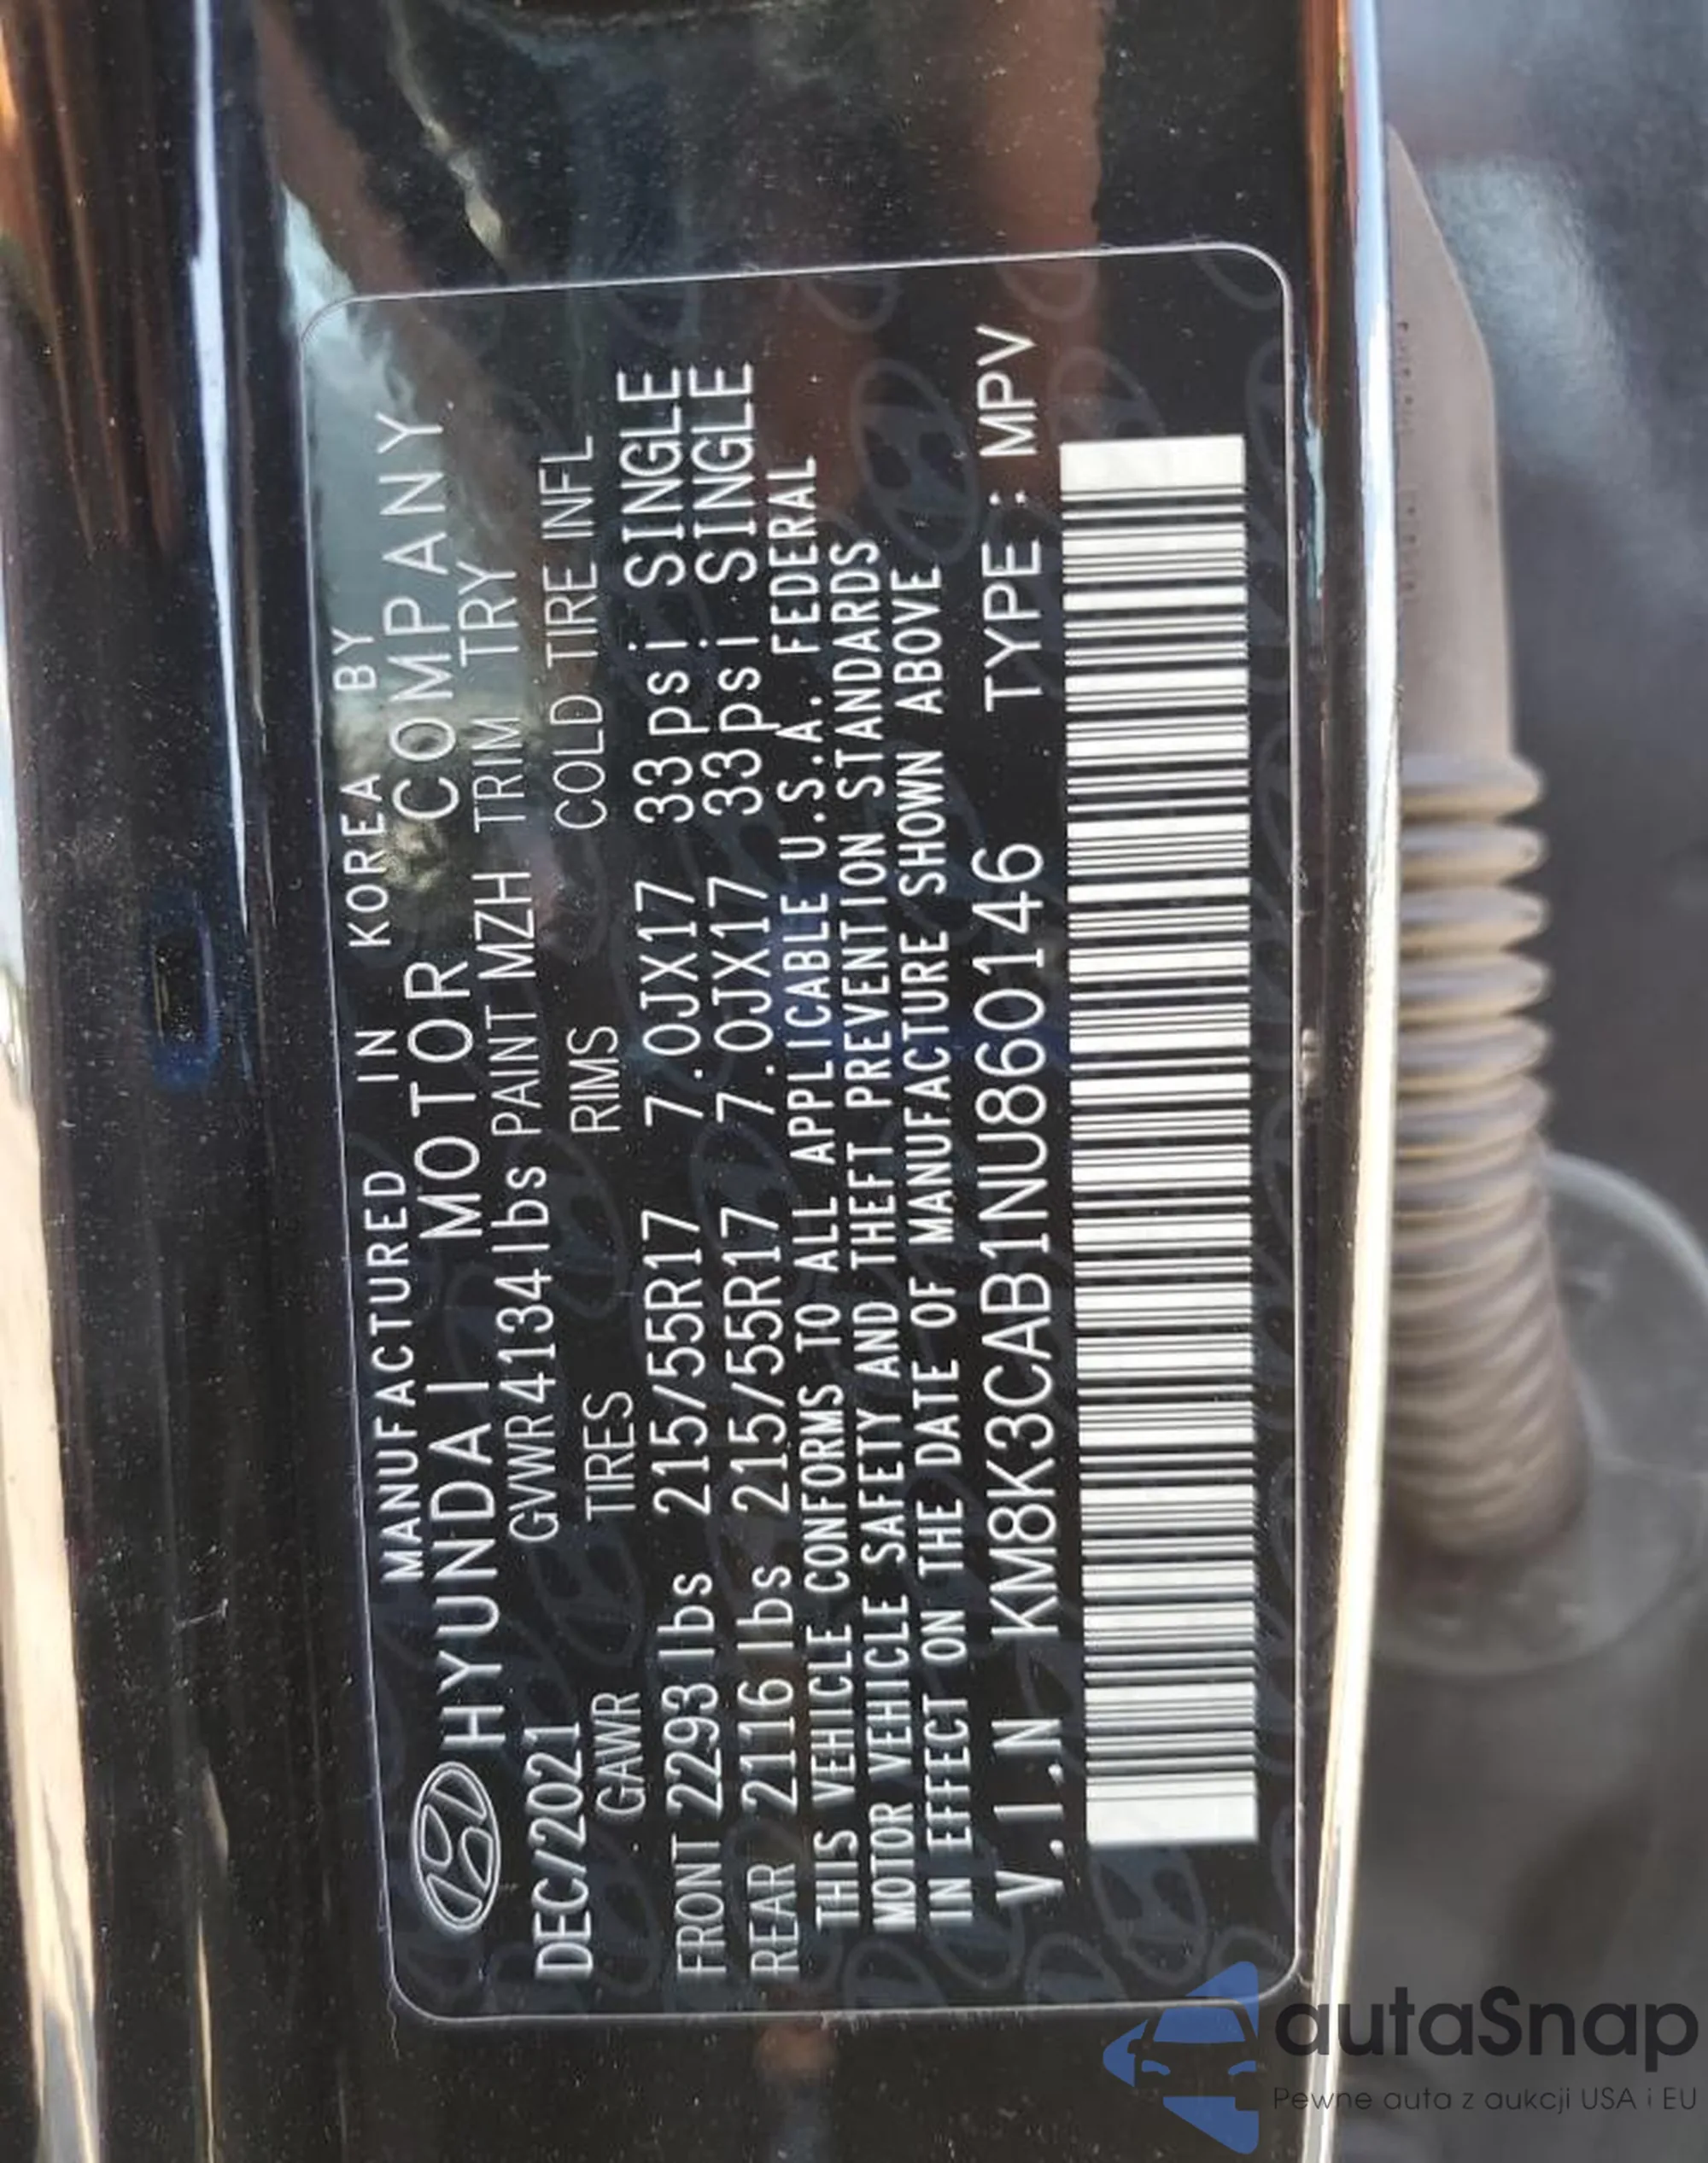 MANUFACTURED IN KOREA BY
HYUNDAI MOTOR COMPANY
DEC/2021 GVWR 4134 lbs PAINT MZH TRIM TRY
GAWR TIRES RIMS COLD TIRE INFL
FRONT 2293 lbs 215/55R17 7.0JX17 33 psi SINGLE
REAR 2116 lbs 215/55R17 7.0JX17 33 psi SINGLE
THIS VEHICLE CONFORMS TO ALL APPLICABLE U.S.A. FEDERAL
MOTOR VEHICLE SAFETY AND THEFT PREVENTION STANDARDS
IN EFFECT ON THE DATE OF MANUFACTURE SHOWN ABOVE
V.I.N KM8K3CAB1NU860146 TYPE : MPV
autaSnap
Pewne auta z aukcji USA i EU